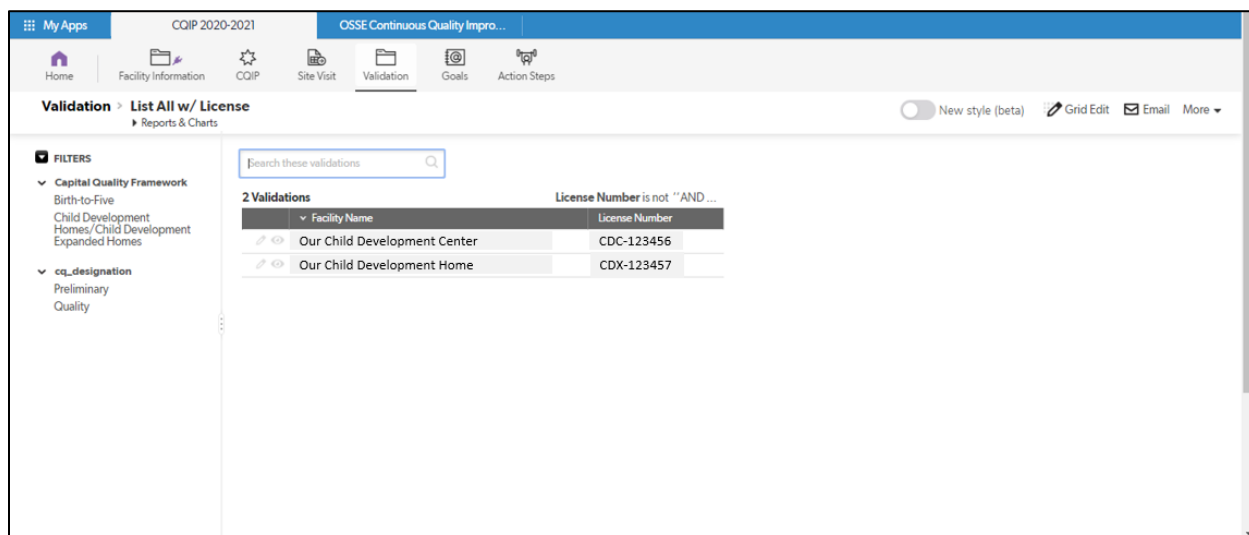 My Apps CQIP 2020-2021 OSSE Continuous Quality Impro...
Home Facility Information CQIP Site Visit Validation Goals Action Steps
Validation > List All w/ License
Reports & Charts
New style (beta) Grid Edit Email More
FILTERS
Capital Quality Framework
Birth-to-Five
Child Development
Homes/Child Development
Expanded Homes
cq_designation
Preliminary
Quality
Search these validations
2 Validations License Number is not ´´AND ...
Facility Name License Number
Our Child Development Center CDC-123456
Our Child Development Home CDX-123457